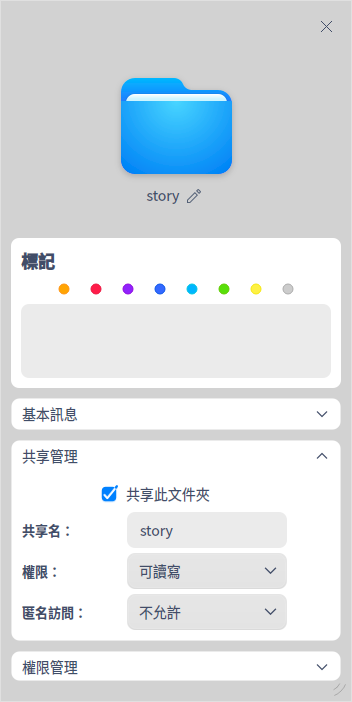 story
標記
基本訊息
共享管理
共享此文件夾
共享名： story
權限： 可讀寫
匿名訪問： 不允許
權限管理